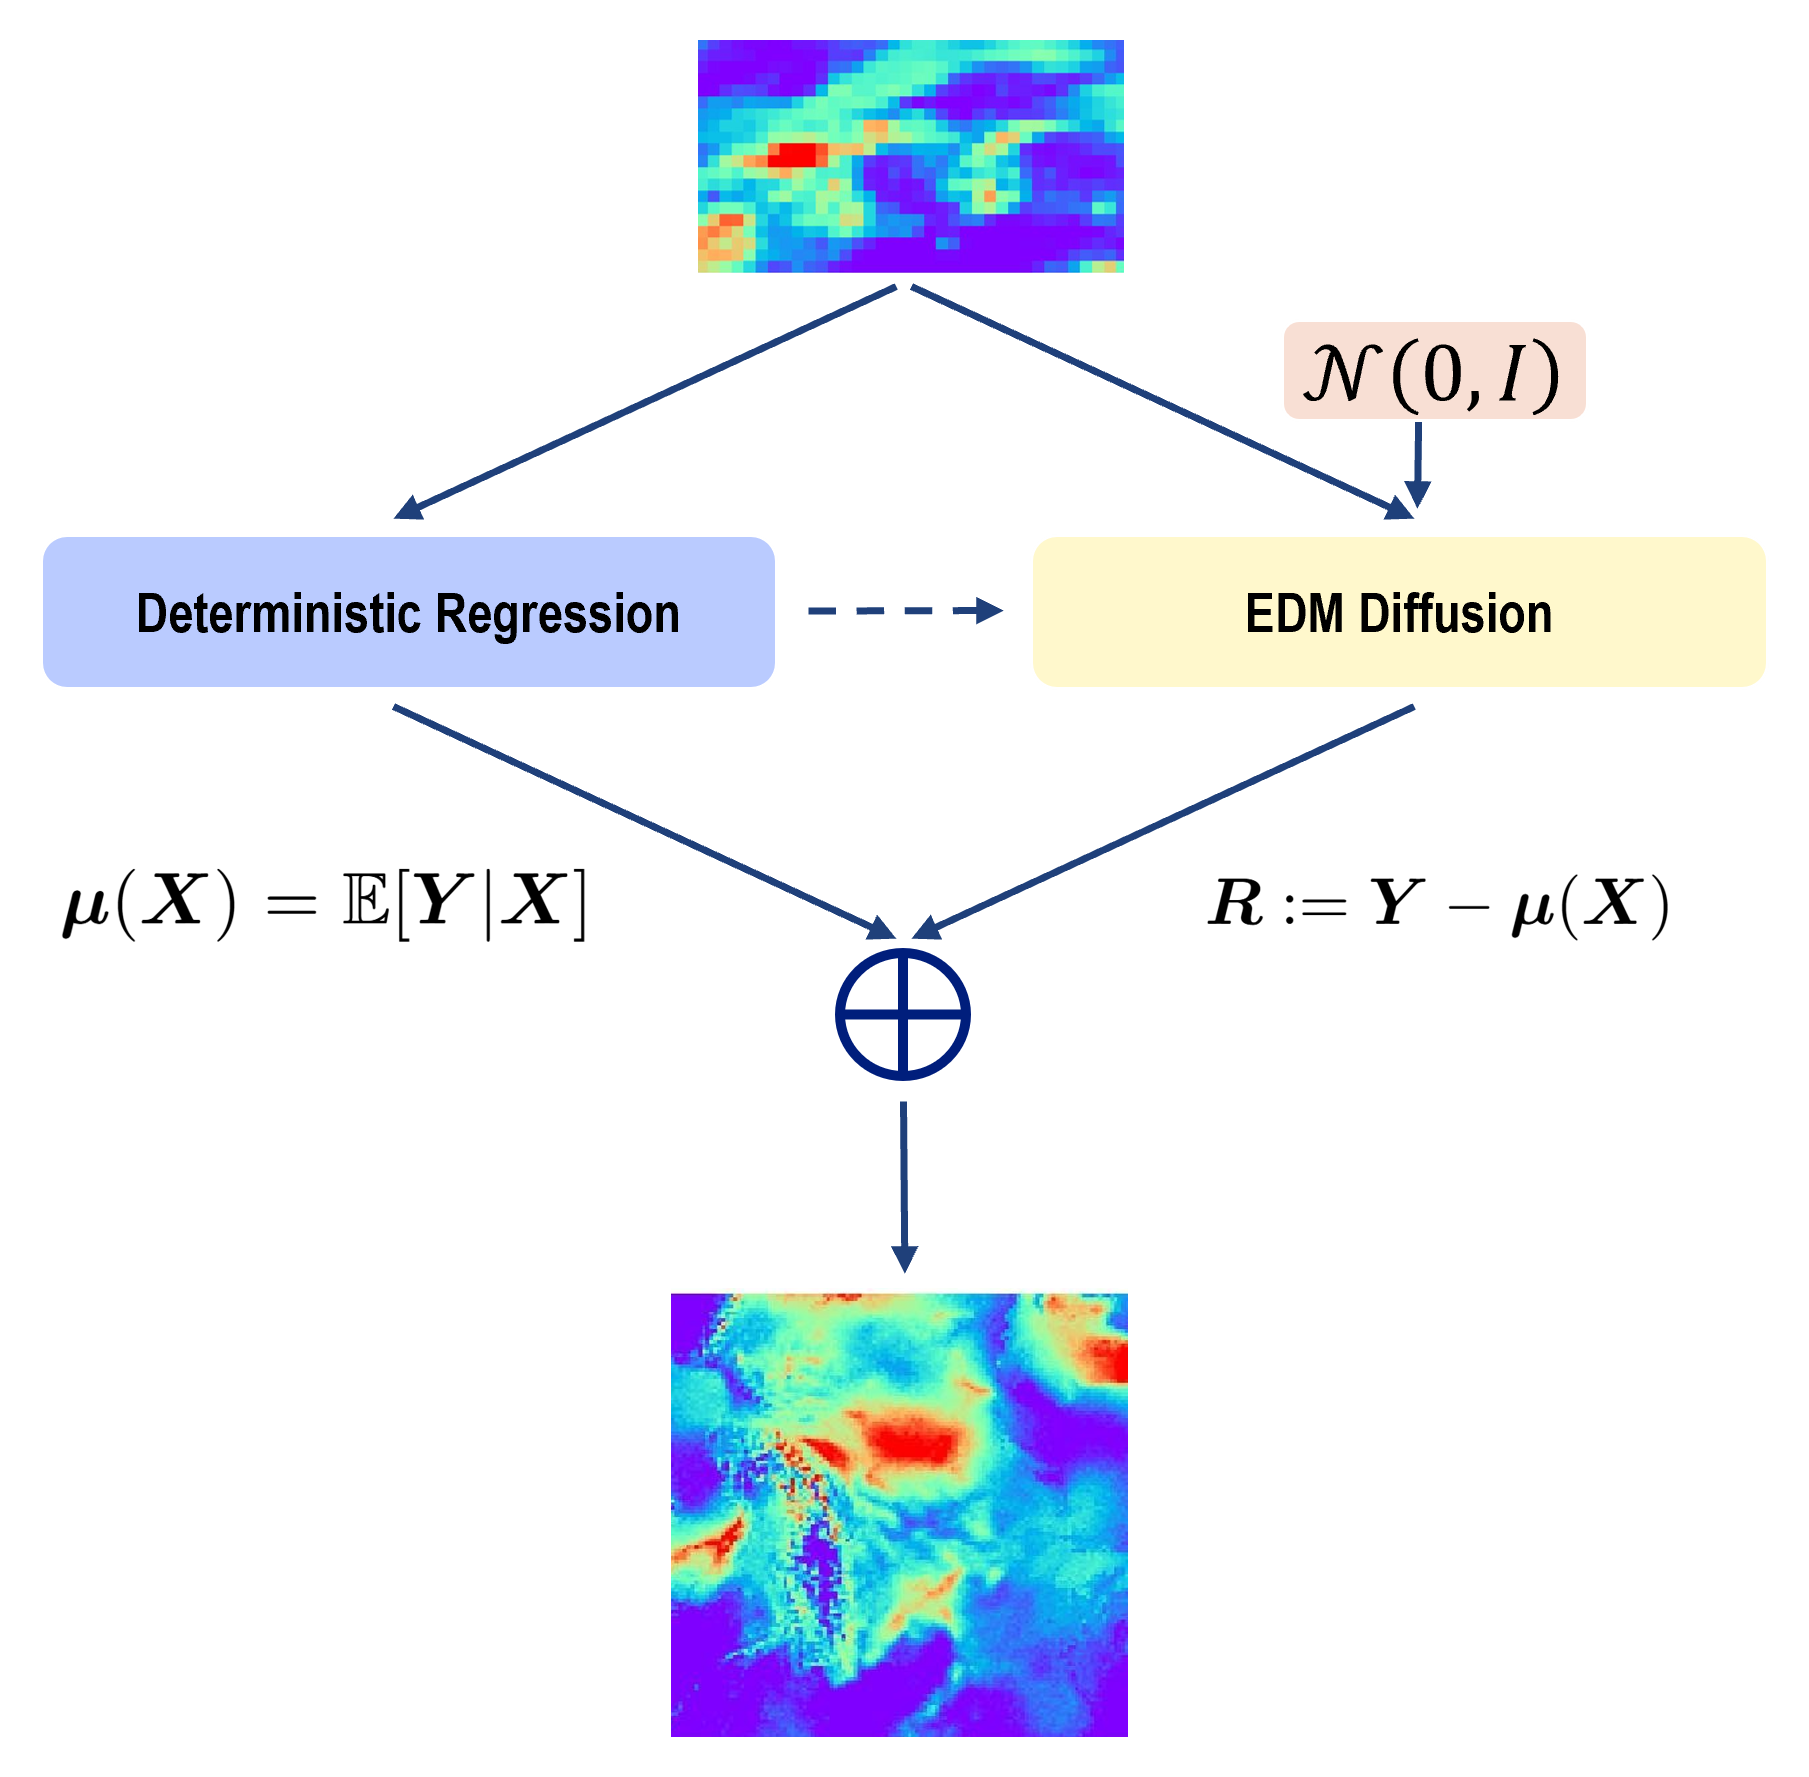 𝒩(0, I)
Deterministic Regression
EDM Diffusion
μ(X) = 𝔼[Y|X]
R := Y − μ(X)